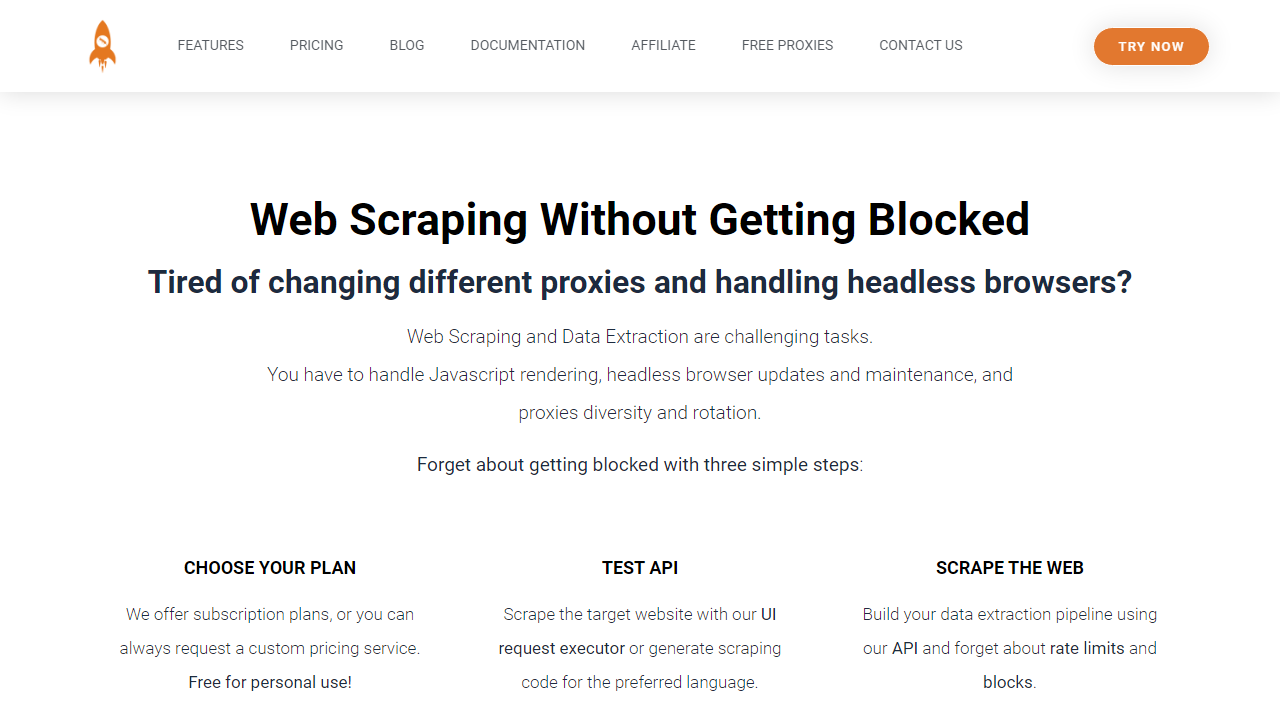 FEATURES PRICING BLOG DOCUMENTATION AFFILIATE FREE PROXIES CONTACT US TRY NOW
Web Scraping Without Getting Blocked
Tired of changing different proxies and handling headless browsers?
Web Scraping and Data Extraction are challenging tasks.
You have to handle Javascript rendering, headless browser updates and maintenance, and
proxies diversity and rotation.
Forget about getting blocked with three simple steps:
CHOOSE YOUR PLAN
We offer subscription plans, or you can
always request a custom pricing service.
Free for personal use!
TEST API
Scrape the target website with our UI
request executor or generate scraping
code for the preferred language.
SCRAPE THE WEB
Build your data extraction pipeline using
our API and forget about rate limits and
blocks.